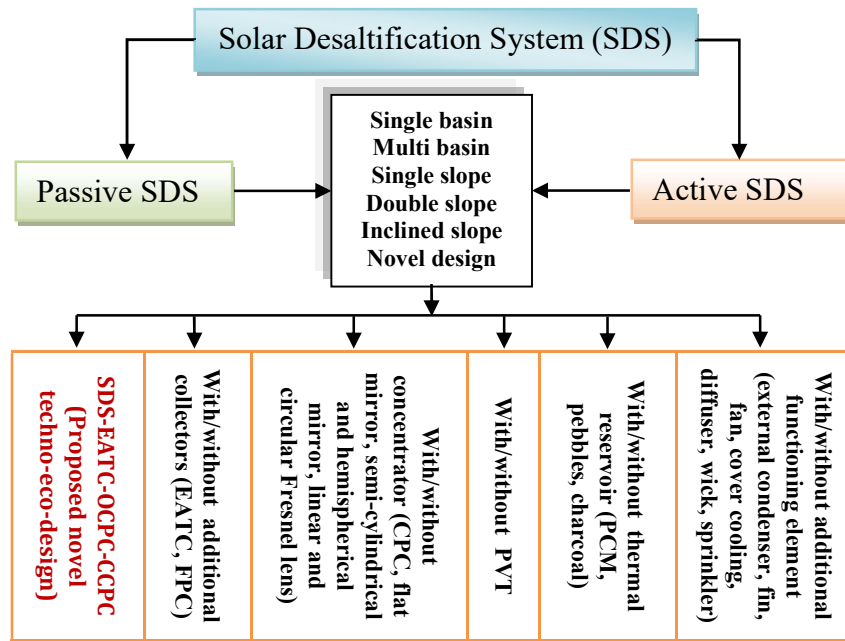 Solar Desaltification System (SDS)
Single basin
Multi basin
Single slope
Double slope
Inclined slope
Novel design
Passive SDS
Active SDS
SDS-EATC-OCPC-CCPC
(Proposed novel
techno-eco-design)
With/without additional
collectors (EATC, FPC)
With/without
concentrator (CPC, flat
mirror, semi-cylindrical
and hemispherical
mirror, linear and
circular Fresnel lens)
With/without PVT
With/without thermal
reservoir (PCM,
pebbles, charcoal)
With/without additional
functioning element
(external condenser, fin,
fan, cover cooling,
diffuser, wick, sprinkler)